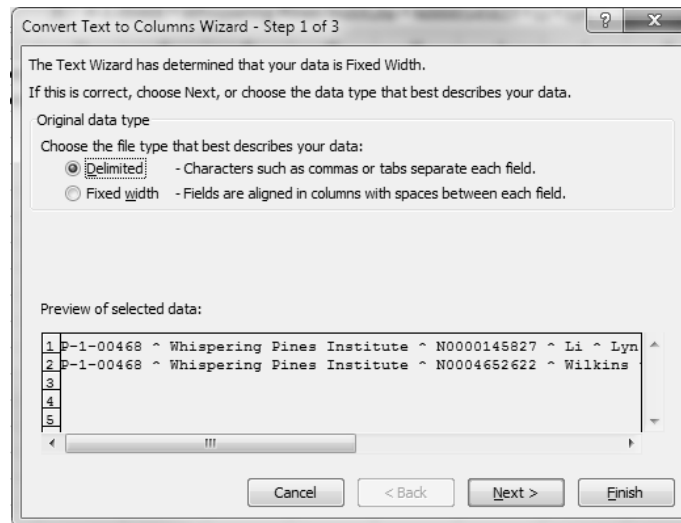 Convert Text to Columns Wizard - Step 1 of 3
The Text Wizard has determined that your data is Fixed Width.
If this is correct, choose Next, or choose the data type that best describes your data.
Original data type
Choose the file type that best describes your data:
Delimited - Characters such as commas or tabs separate each field.
Fixed width - Fields are aligned in columns with spaces between each field.
Preview of selected data:
1 P-1-00468 ^ Whispering Pines Institute ^ N0000145827 ^ Li ^ Lyn
2 P-1-00468 ^ Whispering Pines Institute ^ N0004652622 ^ Wilkins
3
4
5
Cancel < Back Next > Finish